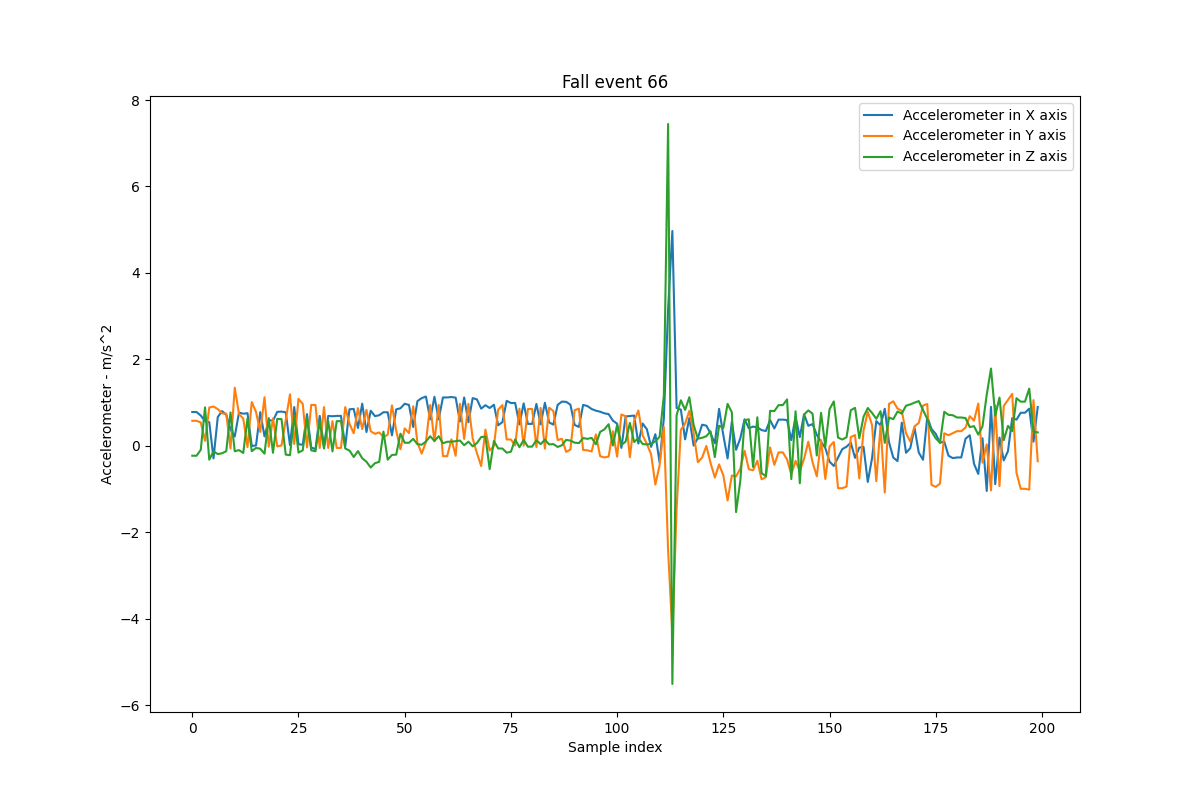 Fall event 66
Accelerometer in X axis
Accelerometer in Y axis
Accelerometer in Z axis
8
6
4
2
0
−2
−4
−6
Accelerometer - m/s^2
0 25 50 75 100 125 150 175 200
Sample index